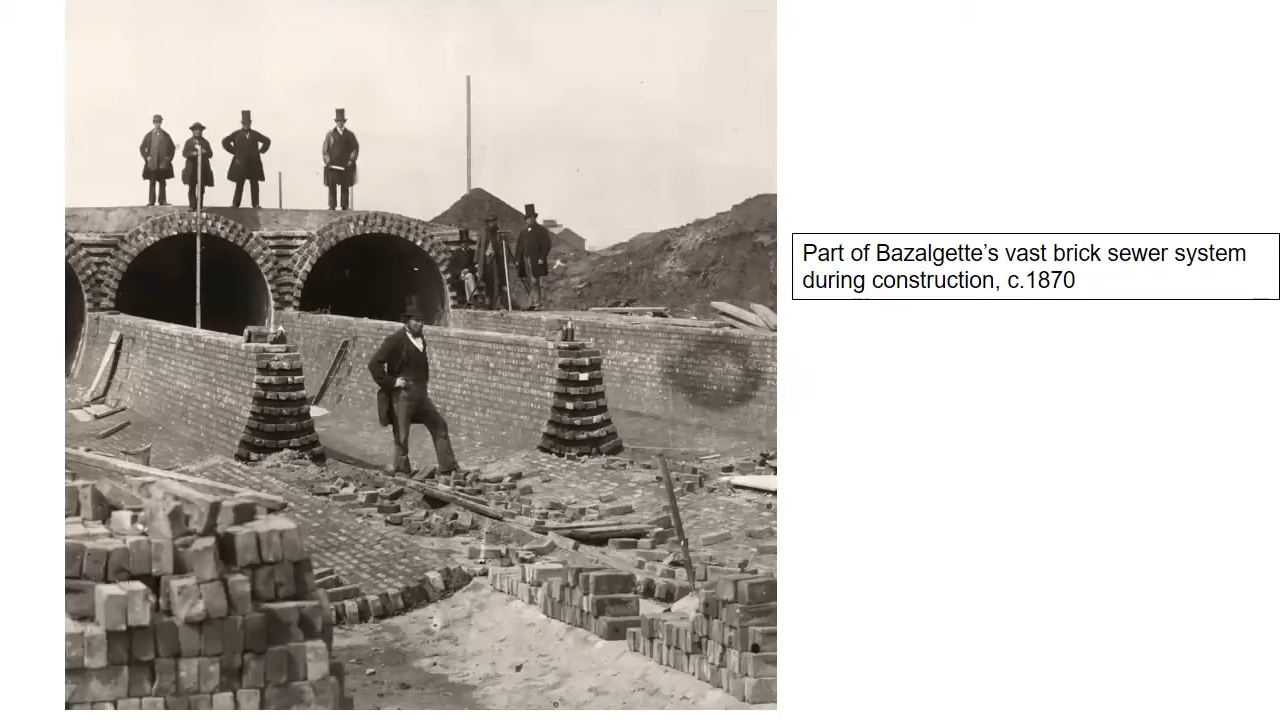 Part of Bazalgette’s vast brick sewer system
during construction, c.1870